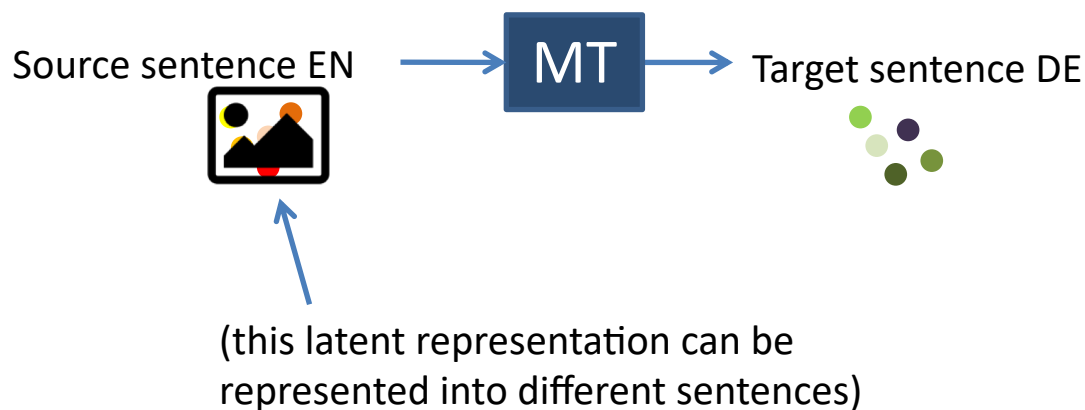 Source sentence EN
MT
Target sentence DE
(this latent representation can be
represented into different sentences)